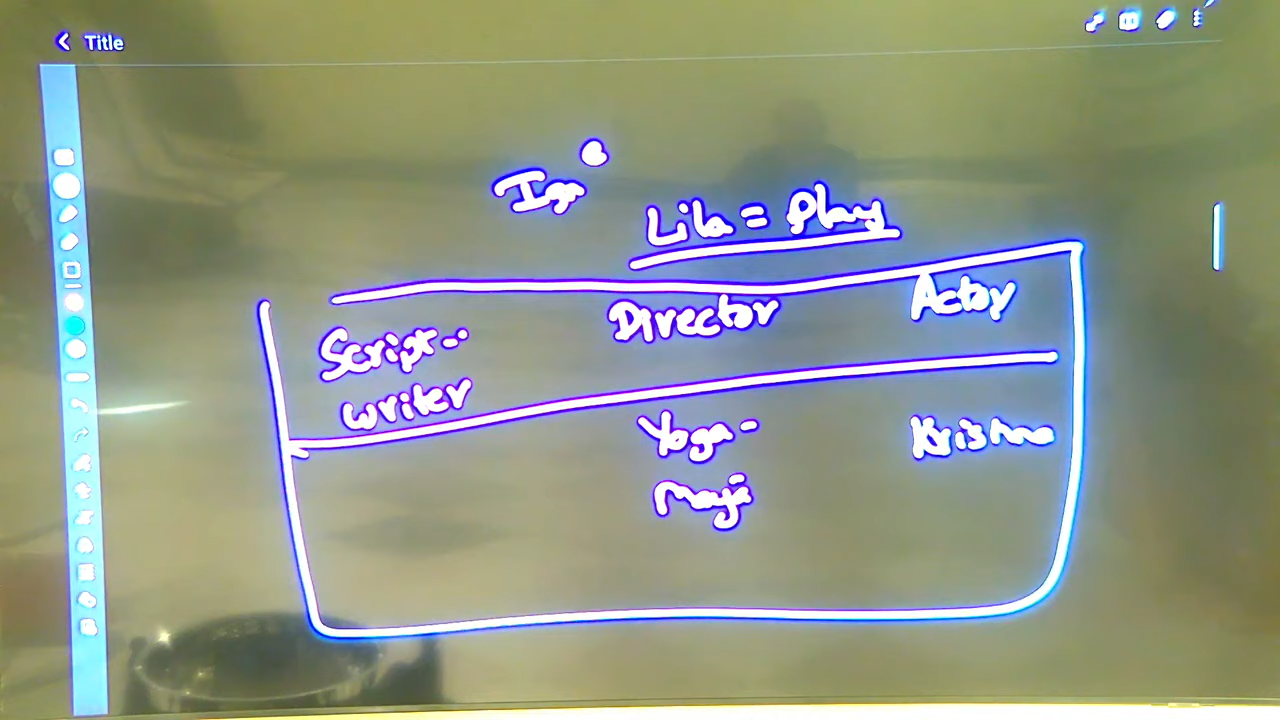 Title
Lila = Play
Script-
writer
Director
Actor
Yoga-
Maya
Krishna